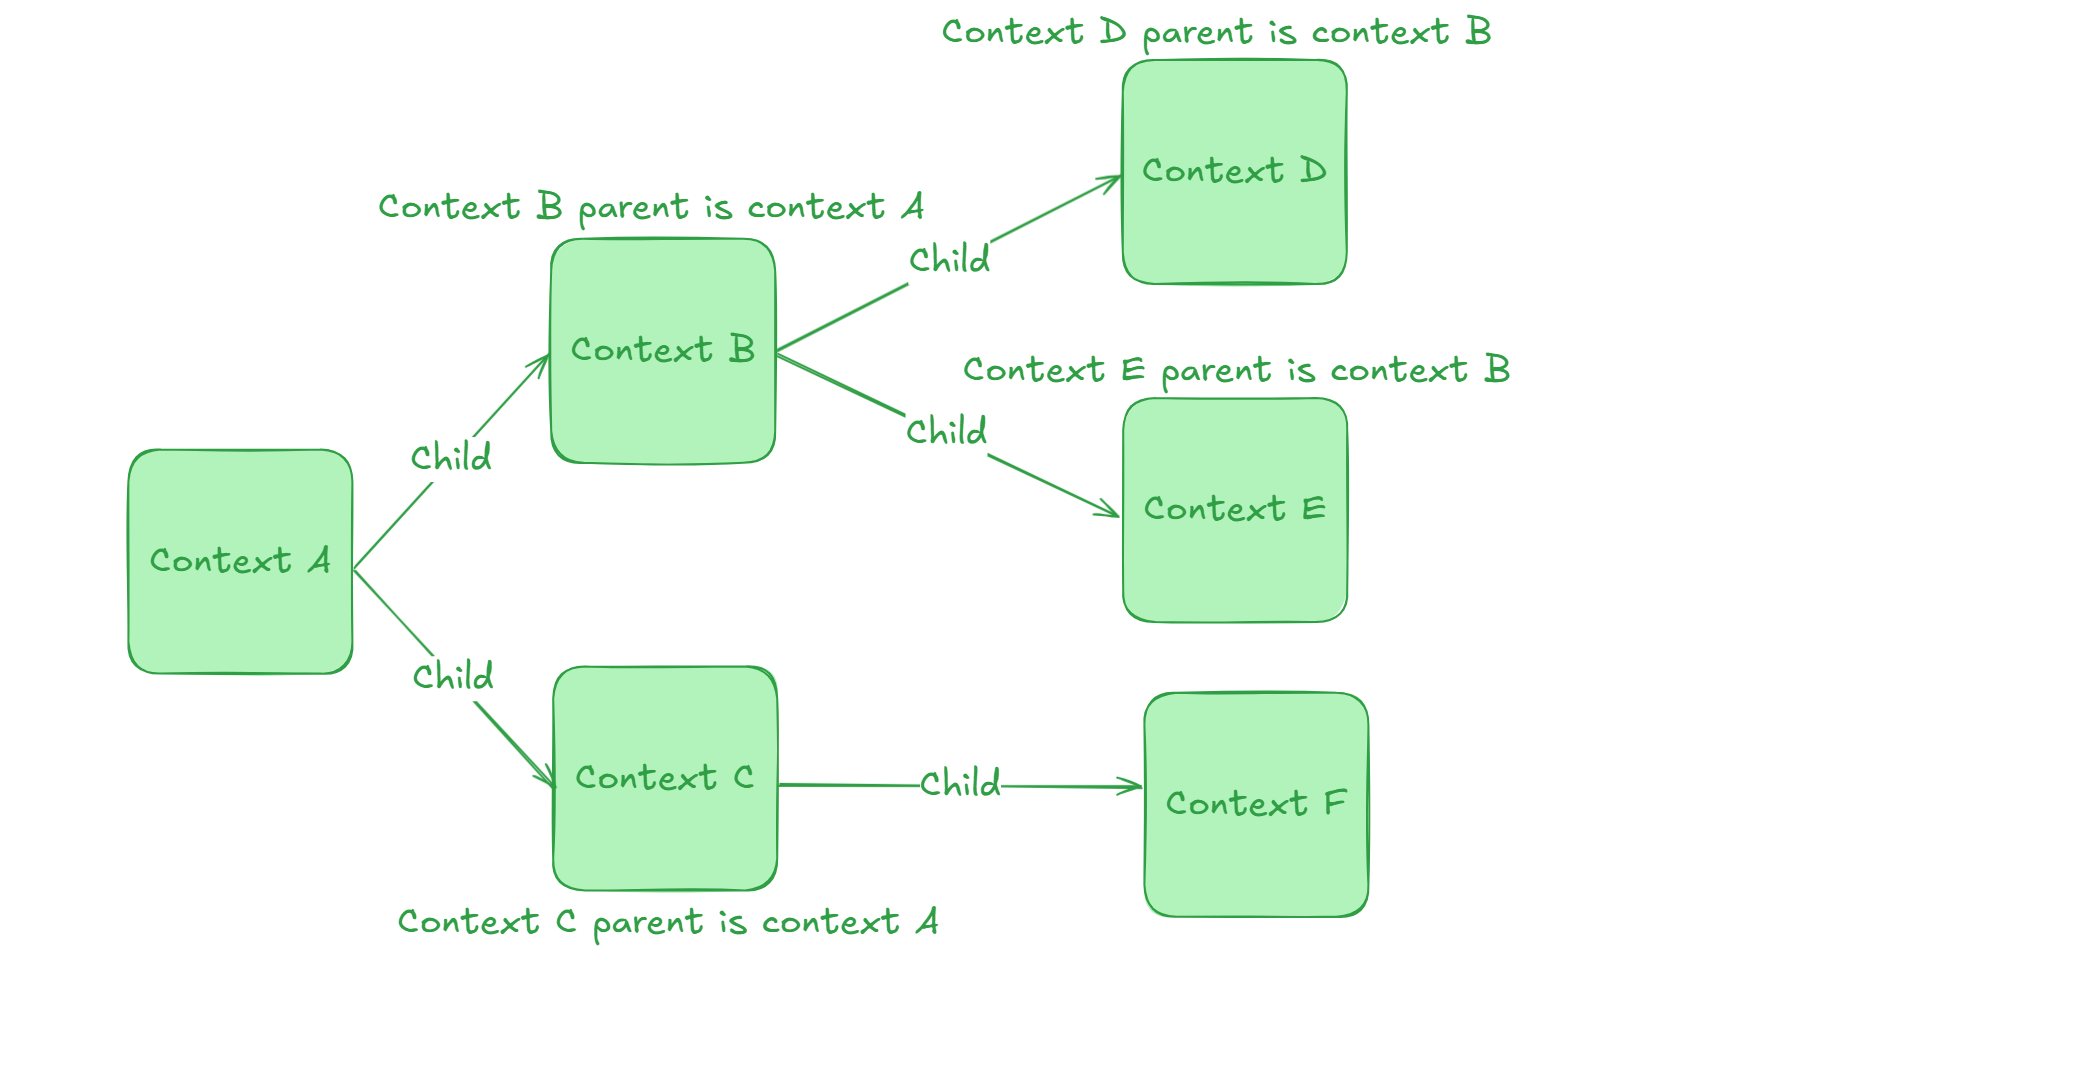 Context D parent is context B
Context D
Context B parent is context A
Child
Context B
Context E parent is context B
Child
Child
Context E
Context A
Child
Context C
Child
Context F
Context C parent is context A